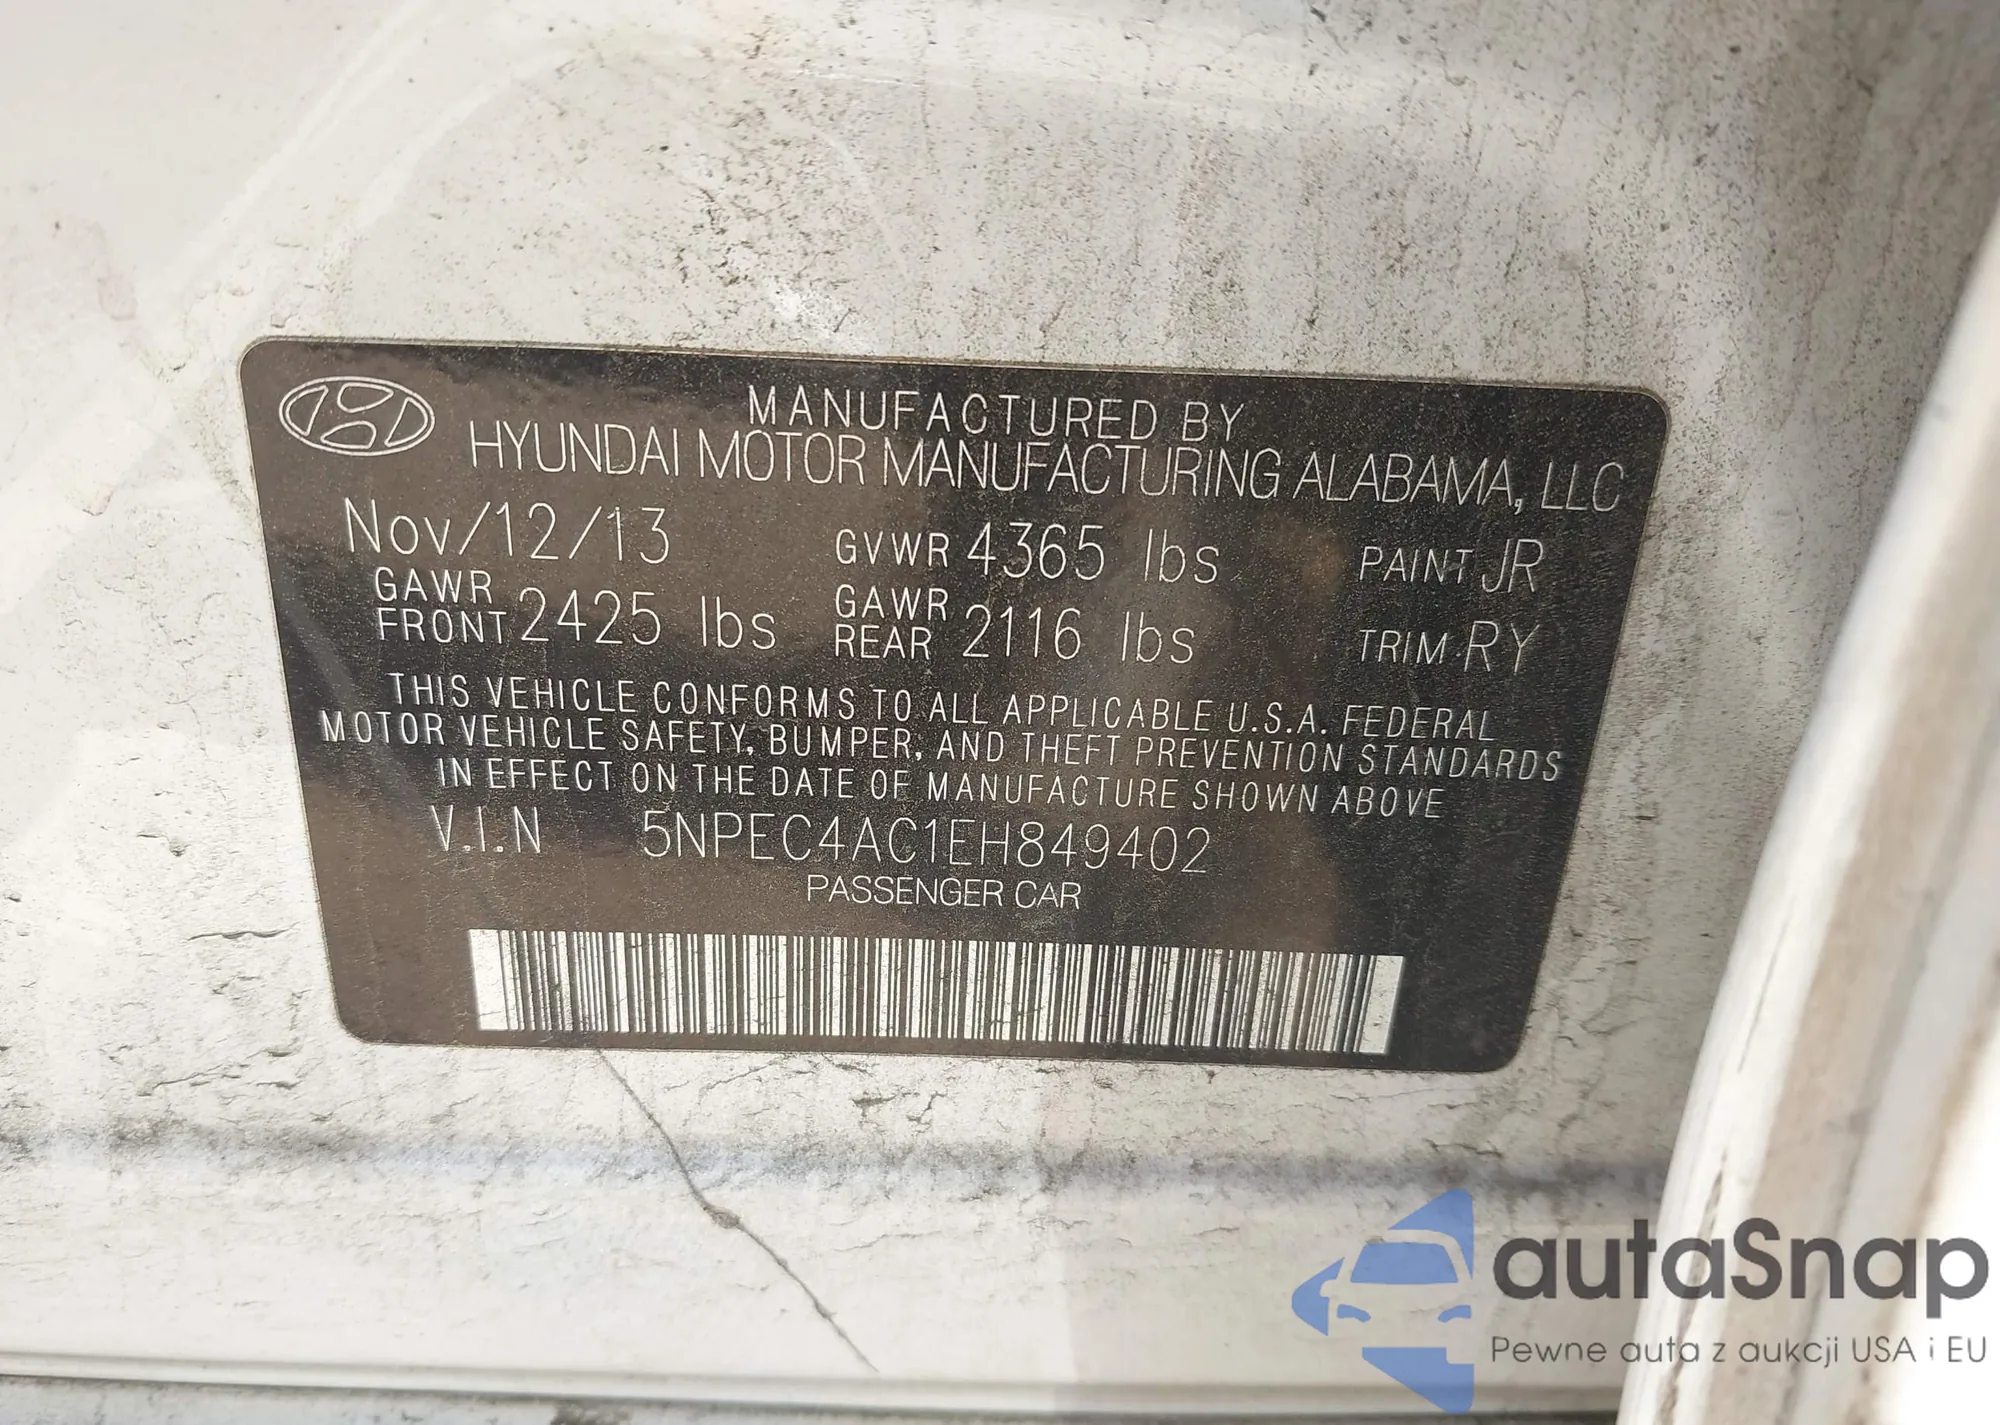 MANUFACTURED BY
HYUNDAI MOTOR MANUFACTURING ALABAMA, LLC
Nov/12/13 GVWR 4365 lbs PAINT JR
GAWR FRONT 2425 lbs GAWR REAR 2116 lbs TRIM RY
THIS VEHICLE CONFORMS TO ALL APPLICABLE U.S.A. FEDERAL
MOTOR VEHICLE SAFETY, BUMPER, AND THEFT PREVENTION STANDARDS
IN EFFECT ON THE DATE OF MANUFACTURE SHOWN ABOVE
V.I.N 5NPEC4AC1EH849402
PASSENGER CAR
autaSnap
Pewne auta z aukcji USA i EU